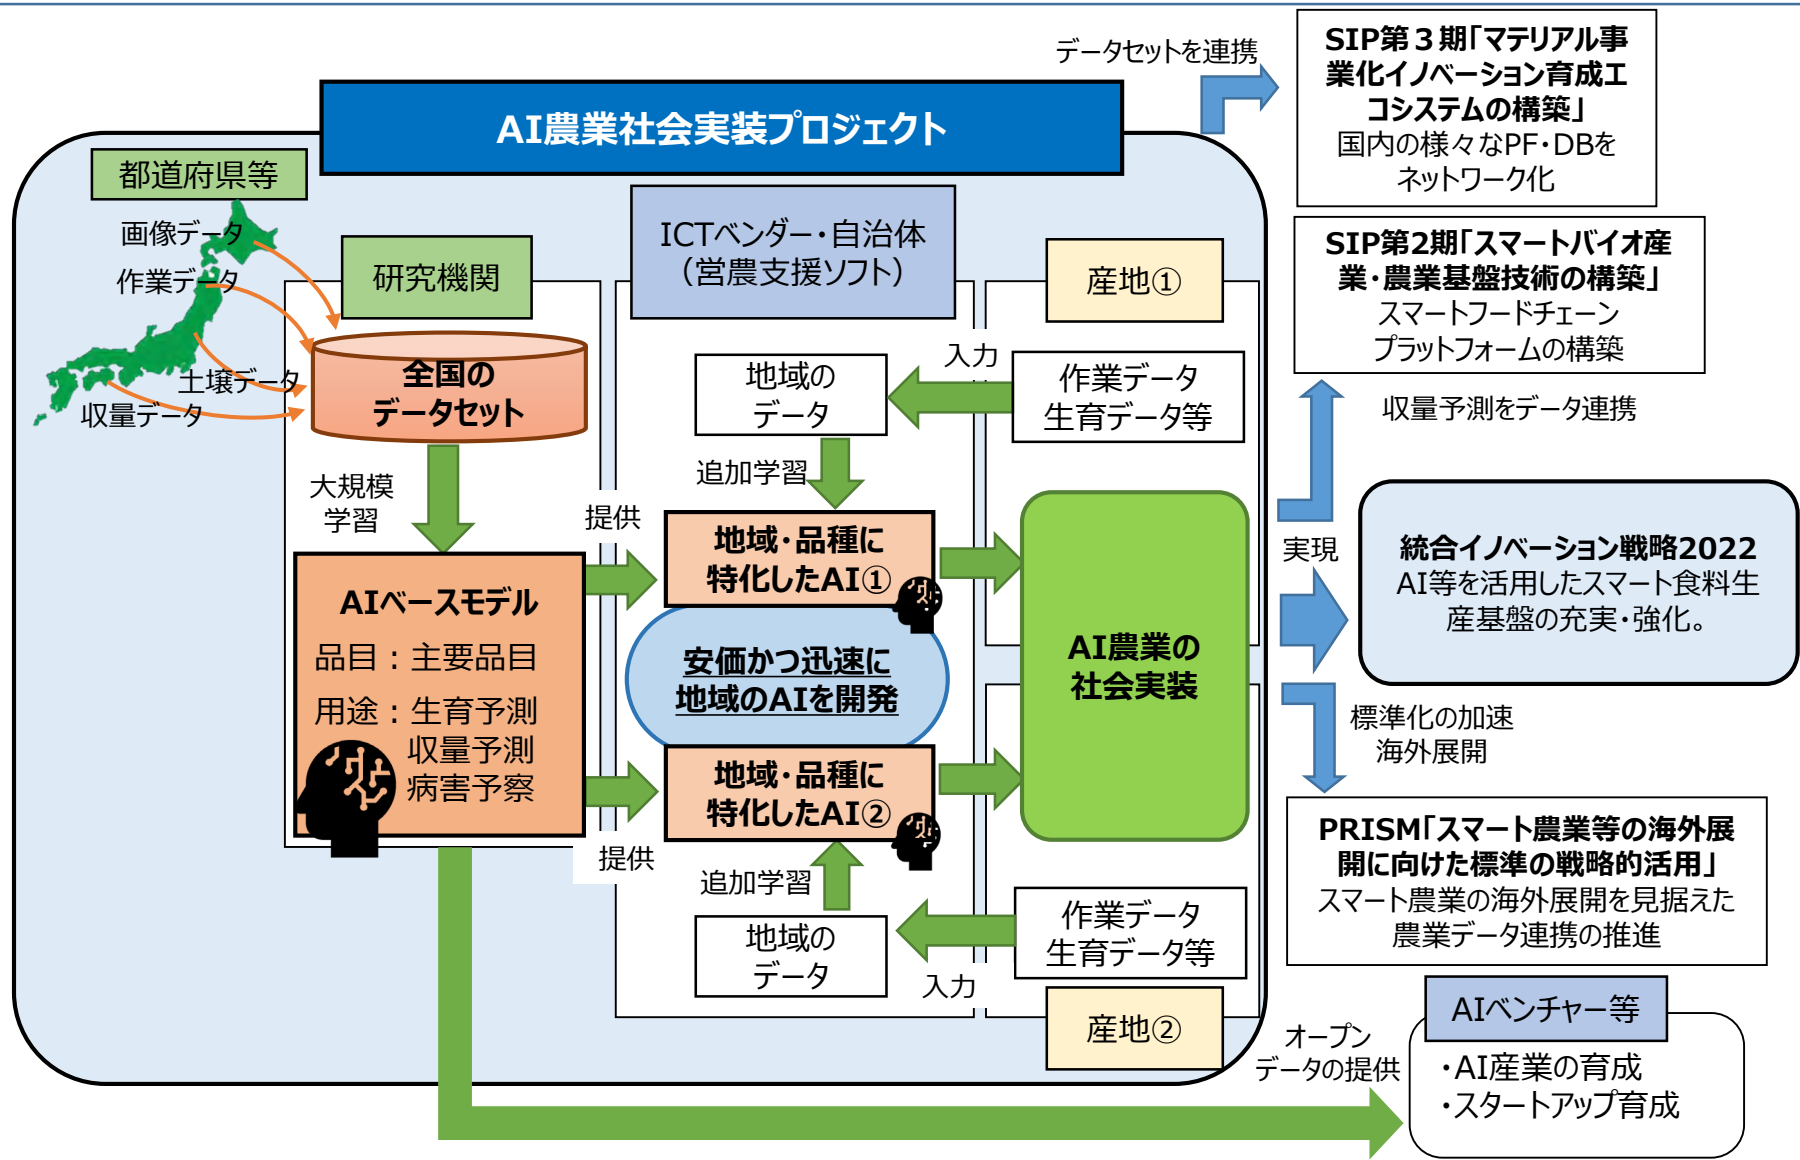 AI農業社会実装プロジェクト
都道府県等
画像データ
作業データ
土壌データ
収量データ
研究機関
全国の
データセット
大規模
学習
AIベースモデル
品目：主要品目
用途：生育予測
収量予測
病害予察
提供
提供
ICTベンダー・自治体
（営農支援ソフト）
地域の
データ
追加学習
地域・品種に
特化したAI①
安価かつ迅速に
地域のAIを開発
地域・品種に
特化したAI②
追加学習
地域の
データ
入力
入力
産地①
作業データ
生育データ等
AI農業の
社会実装
作業データ
生育データ等
産地②
データセットを連携
SIP第３期「マテリアル事
業化イノベーション育成エ
コシステムの構築」
国内の様々なPF・DBを
ネットワーク化
SIP第2期「スマートバイオ産
業・農業基盤技術の構築」
スマートフードチェーン
プラットフォームの構築
収量予測をデータ連携
実現
統合イノベーション戦略2022
AI等を活用したスマート食料生
産基盤の充実・強化。
標準化の加速
海外展開
PRISM「スマート農業等の海外展
開に向けた標準の戦略的活用」
スマート農業の海外展開を見据えた
農業データ連携の推進
オープン
データの提供
AIベンチャー等
・AI産業の育成
・スタートアップ育成